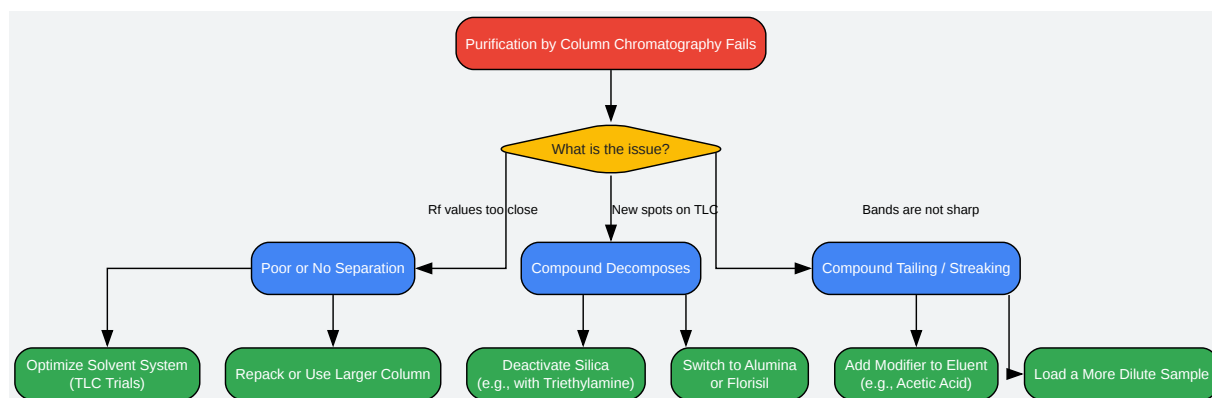 Purification by Column Chromatography Fails
What is the issue?
Rf values too close
New spots on TLC
Bands are not sharp
Poor or No Separation
Compound Decomposes
Compound Tailing / Streaking
Optimize Solvent System
(TLC Trials)
Repack or Use Larger Column
Deactivate Silica
(e.g., with Triethylamine)
Switch to Alumina
or Florisil
Add Modifier to Eluent
(e.g., Acetic Acid)
Load a More Dilute Sample